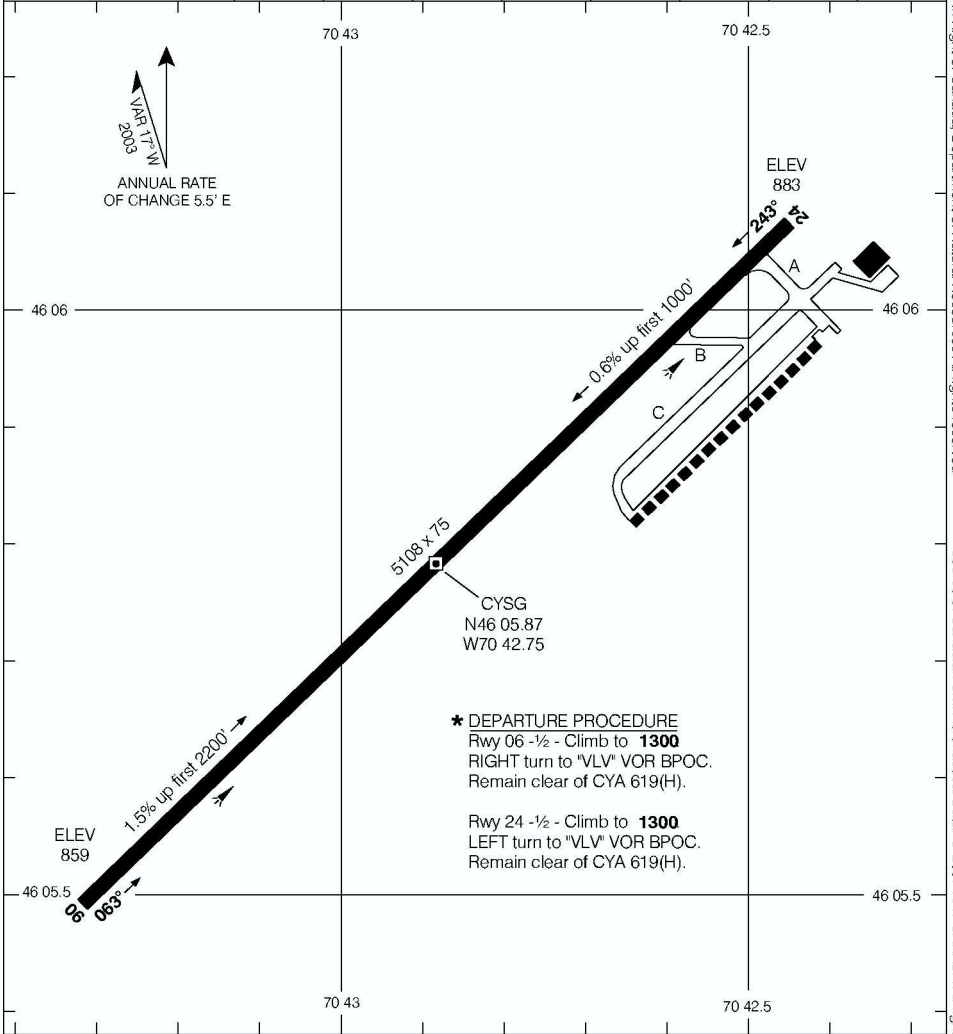 70 43
70 42.5
VAR 17° W
2003
ANNUAL RATE
OF CHANGE 5.5' E
ELEV
883
24
243°
A
46 06
46 06
0.6% up first 1000'
B
C
5108 x 75
CYSG
N46 05.87
W70 42.75
* DEPARTURE PROCEDURE
Rwy 06 -½ - Climb to 1300
RIGHT turn to "VLV" VOR BPOC.
Remain clear of CYA 619(H).
Rwy 24 -½ - Climb to 1300
LEFT turn to "VLV" VOR BPOC.
Remain clear of CYA 619(H).
1.5% up first 2200'
ELEV
859
46 05.5
46 05.5
06
063°
70 43
70 42.5